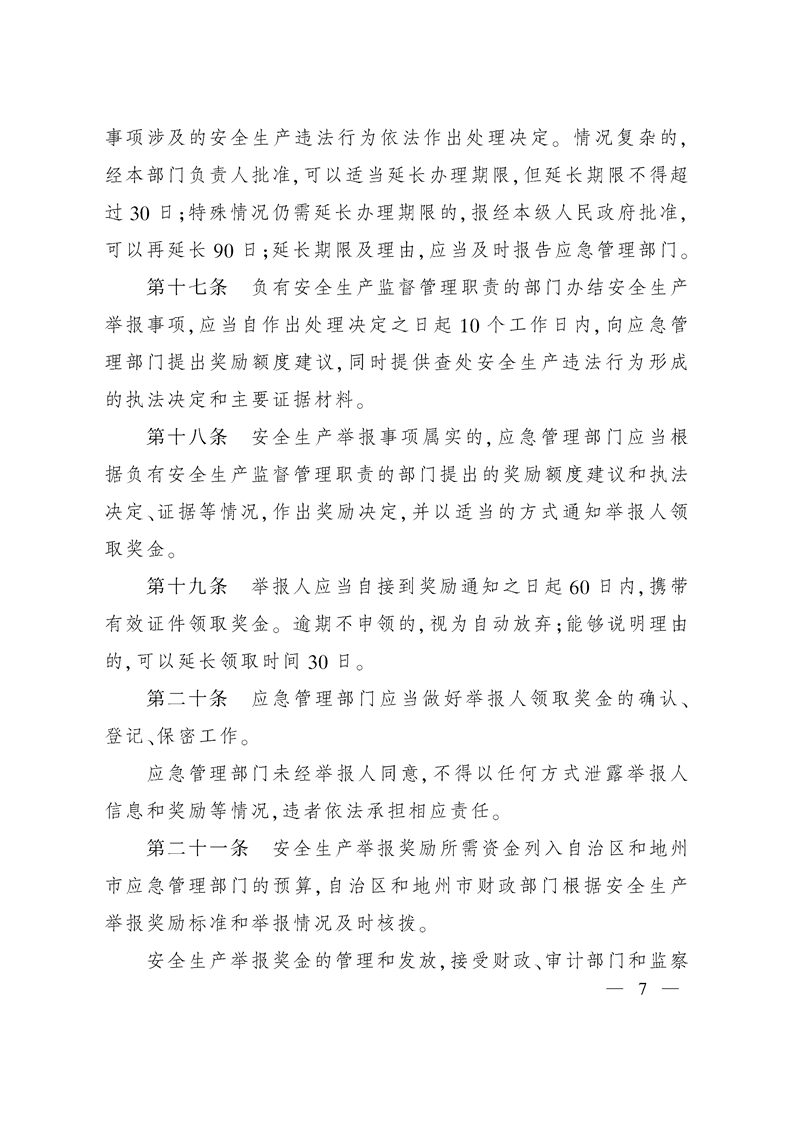 事项涉及的安全生产违法行为依法作出处理决定。情况复杂的,
经本部门负责人批准,可以适当延长办理期限,但延长期限不得超
过 30 日;特殊情况仍需延长办理期限的,报经本级人民政府批准,
可以再延长 90 日;延长期限及理由,应当及时报告应急管理部门。
第十七条 负有安全生产监督管理职责的部门办结安全生产
举报事项,应当自作出处理决定之日起 10 个工作日内,向应急管
理部门提出奖励额度建议,同时提供查处安全生产违法行为形成
的执法决定和主要证据材料。
第十八条 安全生产举报事项属实的,应急管理部门应当根
据负有安全生产监督管理职责的部门提出的奖励额度建议和执法
决定、证据等情况,作出奖励决定,并以适当的方式通知举报人领
取奖金。
第十九条 举报人应当自接到奖励通知之日起 60 日内,携带
有效证件领取奖金。逾期不申领的,视为自动放弃;能够说明理由
的,可以延长领取时间 30 日。
第二十条 应急管理部门应当做好举报人领取奖金的确认、
登记、保密工作。
应急管理部门未经举报人同意,不得以任何方式泄露举报人
信息和奖励等情况,违者依法承担相应责任。
第二十一条 安全生产举报奖励所需资金列入自治区和地州
市应急管理部门的预算,自治区和地州市财政部门根据安全生产
举报奖励标准和举报情况及时核拨。
安全生产举报奖金的管理和发放,接受财政、审计部门和监察
— 7 —